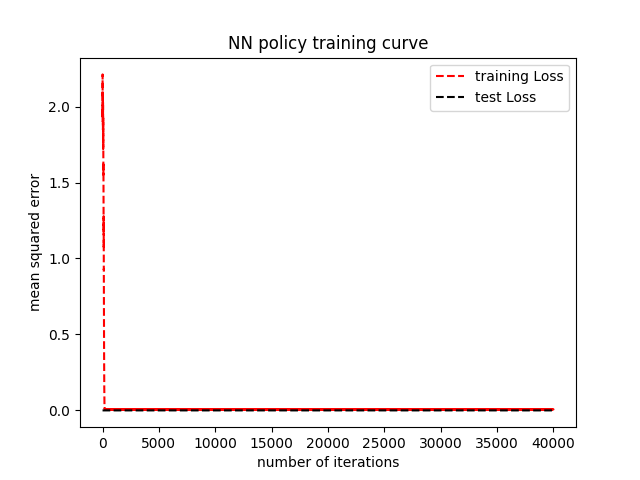 NN policy training curve
training Loss
test Loss
mean squared error
2.0
1.5
1.0
0.5
0.0
0 5000 10000 15000 20000 25000 30000 35000 40000
number of iterations